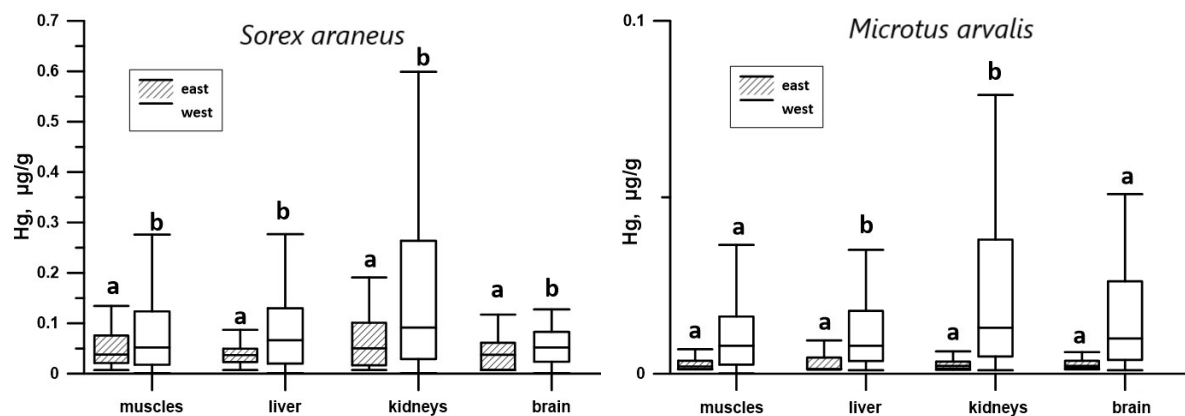 Sorex araneus
Hg, µg/g
0.7
0.6
0.5
0.4
0.3
0.2
0.1
0
east
west
a
b
a
b
a
b
a
b
muscles
liver
kidneys
brain
Microtus arvalis
Hg, µg/g
0.1
0
east
west
a
a
a
b
a
b
a
a
muscles
liver
kidneys
brain